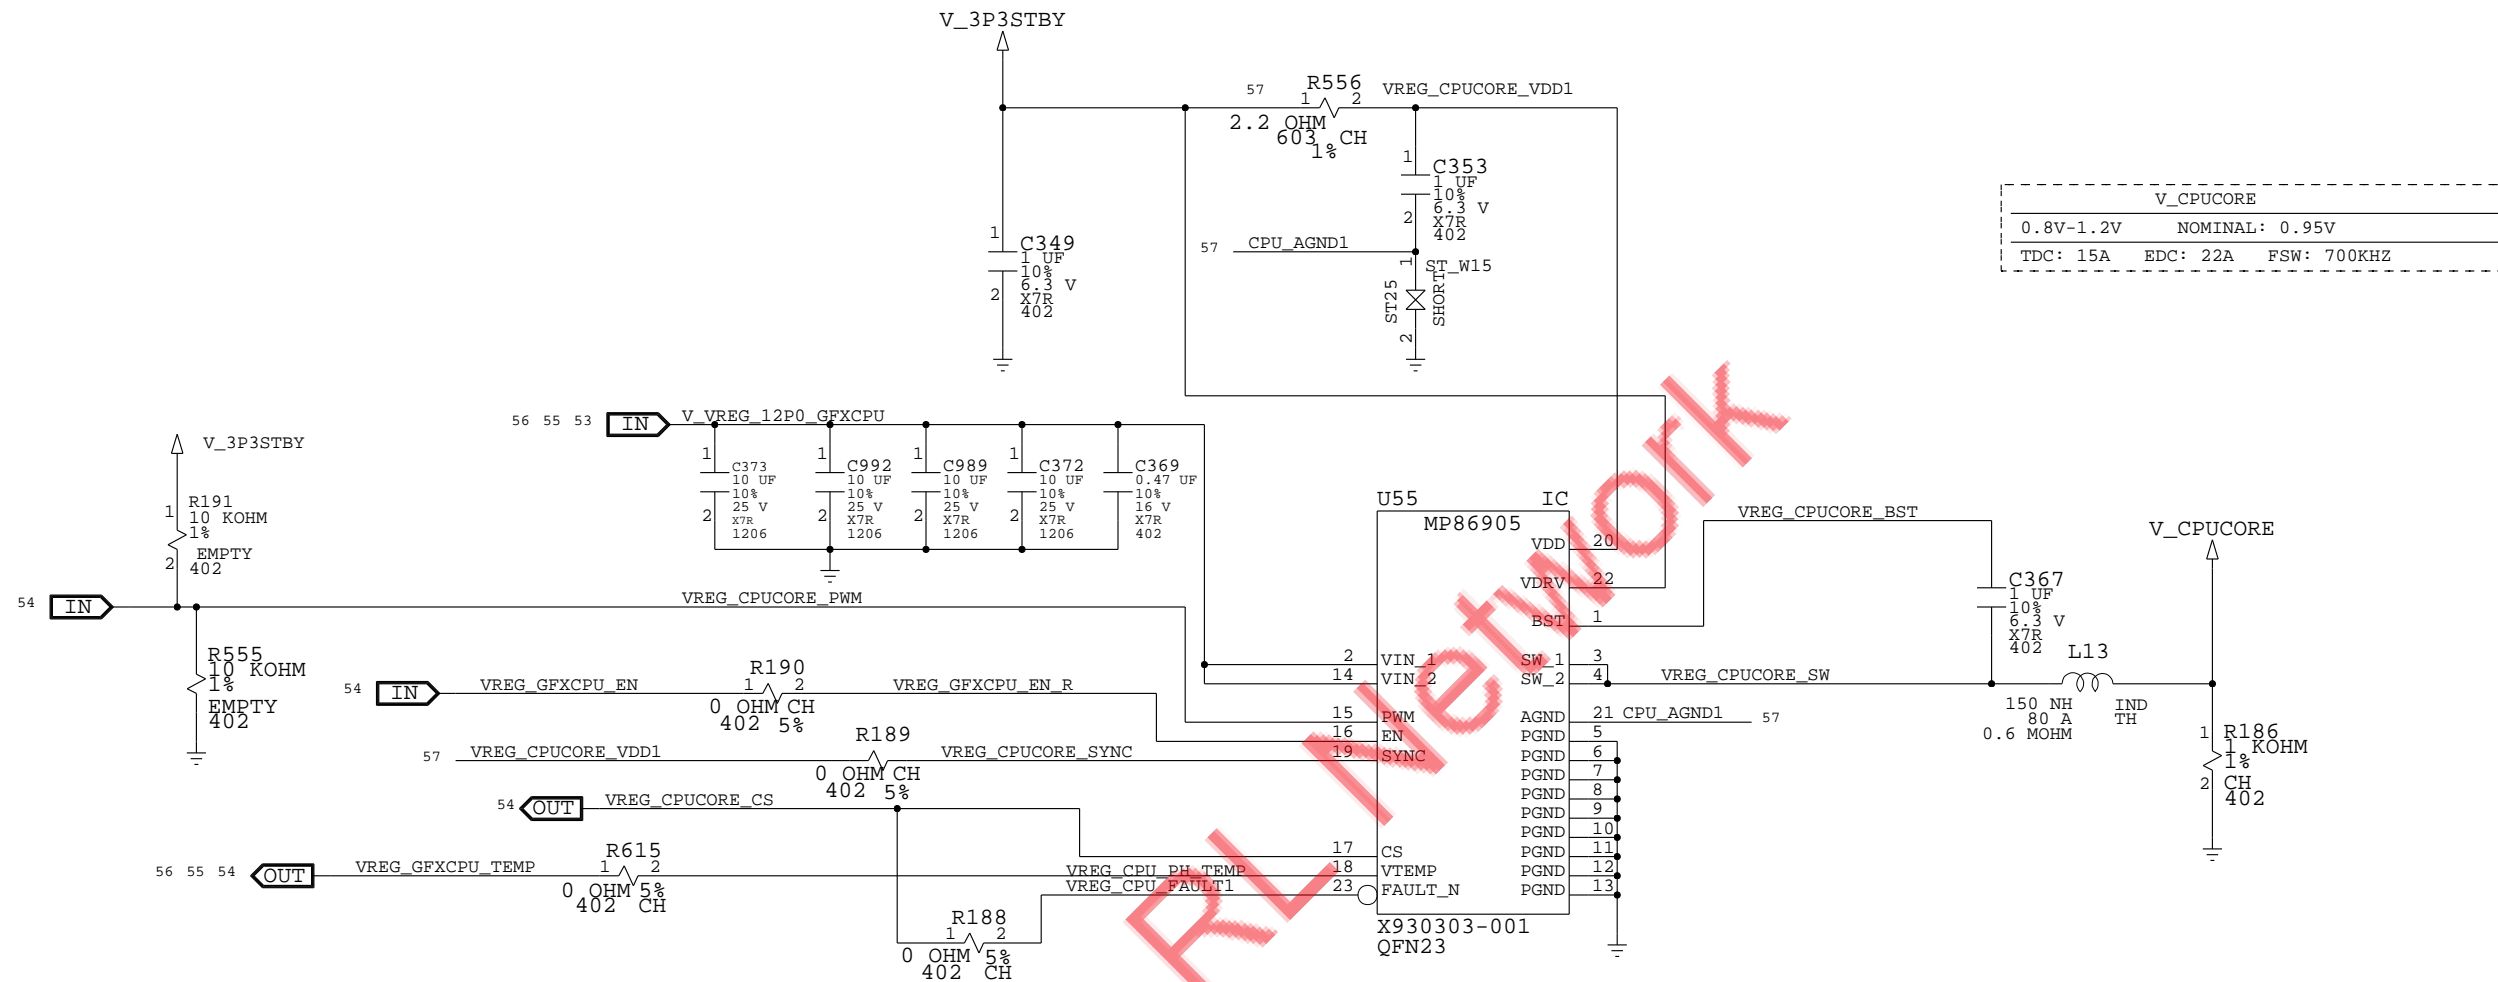 V_3P3STBY
57
R556
VREG_CPUCORE_VDD1
1
2
2.2 OHM
603 CH
1%
1
C353
1 UF
10%
6.3 V
X7R
402
2
57
CPU_AGND1
1
ST_W15
ST25
SHORT
2
1
C349
1 UF
10%
6.3 V
X7R
402
2
V_CPUCORE
0.8V-1.2V NOMINAL: 0.95V
TDC: 15A EDC: 22A FSW: 700KHZ
56 55 53
IN
V_VREG_12P0_GFXCPU
1
C373
10 UF
10%
25 V
X7R
1206
2
1
C992
10 UF
10%
25 V
X7R
1206
2
1
C989
10 UF
10%
25 V
X7R
1206
2
1
C372
10 UF
10%
25 V
X7R
1206
2
1
C369
0.47 UF
10%
16 V
X7R
402
2
V_3P3STBY
1
R191
10 KOHM
1%
EMPTY
402
2
54
IN
VREG_CPUCORE_PWM
R555
10 KOHM
1%
EMPTY
402
54
IN
VREG_GFXCPU_EN
R190
1
2
0 OHM CH
402 5%
VREG_GFXCPU_EN_R
57
VREG_CPUCORE_VDD1
R189
0 OHM CH
402 5%
VREG_CPUCORE_SYNC
54
OUT
VREG_CPUCORE_CS
56 55 54
OUT
VREG_GFXCPU_TEMP
R615
1
2
0 OHM 5%
402 CH
VREG_CPU_PH_TEMP
VREG_CPU_FAULT1
R188
1
2
0 OHM 5%
402 CH
U55
IC
MP86905
VDD 20
VDRV 22
BST 1
2 VIN_1
14 VIN_2
SW_1 3
SW_2 4
15 PWM
16 EN
19 SYNC
AGND 21
CPU_AGND1
57
PGND 5
PGND 6
PGND 7
PGND 8
PGND 9
PGND 10
PGND 11
PGND 12
PGND 13
17 CS
18 VTEMP
23 FAULT_N
X930303-001
QFN23
VREG_CPUCORE_BST
C367
1 UF
10%
6.3 V
X7R
402
VREG_CPUCORE_SW
L13
150 NH
80 A
0.6 MOHM
IND
TH
V_CPUCORE
1
R186
1 KOHM
1%
CH
402
2
RL Network